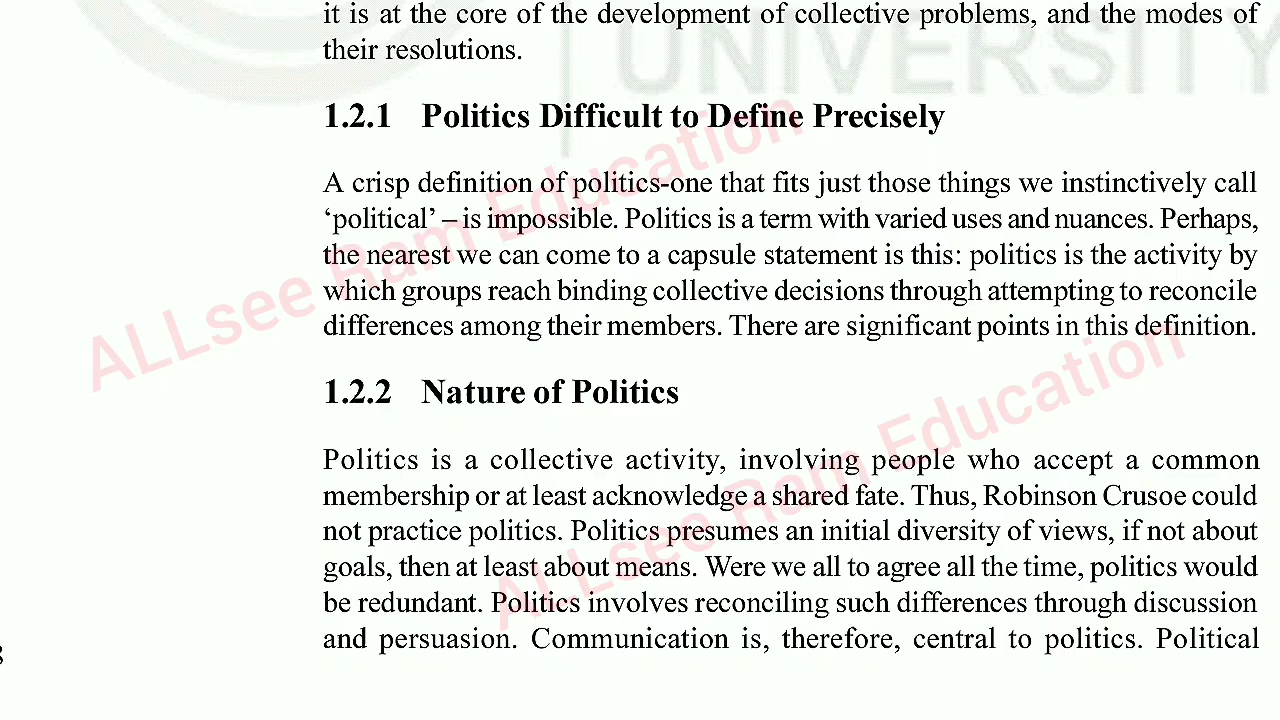 it is at the core of the development of collective problems, and the modes of
their resolutions.
UNIVERSITY
1.2.1 Politics Difficult to Define Precisely
A crisp definition of politics-one that fits just those things we instinctively call
‘political’ – is impossible. Politics is a term with varied uses and nuances. Perhaps,
the nearest we can come to a capsule statement is this: politics is the activity by
which groups reach binding collective decisions through attempting to reconcile
differences among their members. There are significant points in this definition.
ALLsee Ram Education
1.2.2 Nature of Politics
Politics is a collective activity, involving people who accept a common
membership or at least acknowledge a shared fate. Thus, Robinson Crusoe could
not practice politics. Politics presumes an initial diversity of views, if not about
goals, then at least about means. Were we all to agree all the time, politics would
be redundant. Politics involves reconciling such differences through discussion
and persuasion. Communication is, therefore, central to politics. Political
ALLsee Ram Education